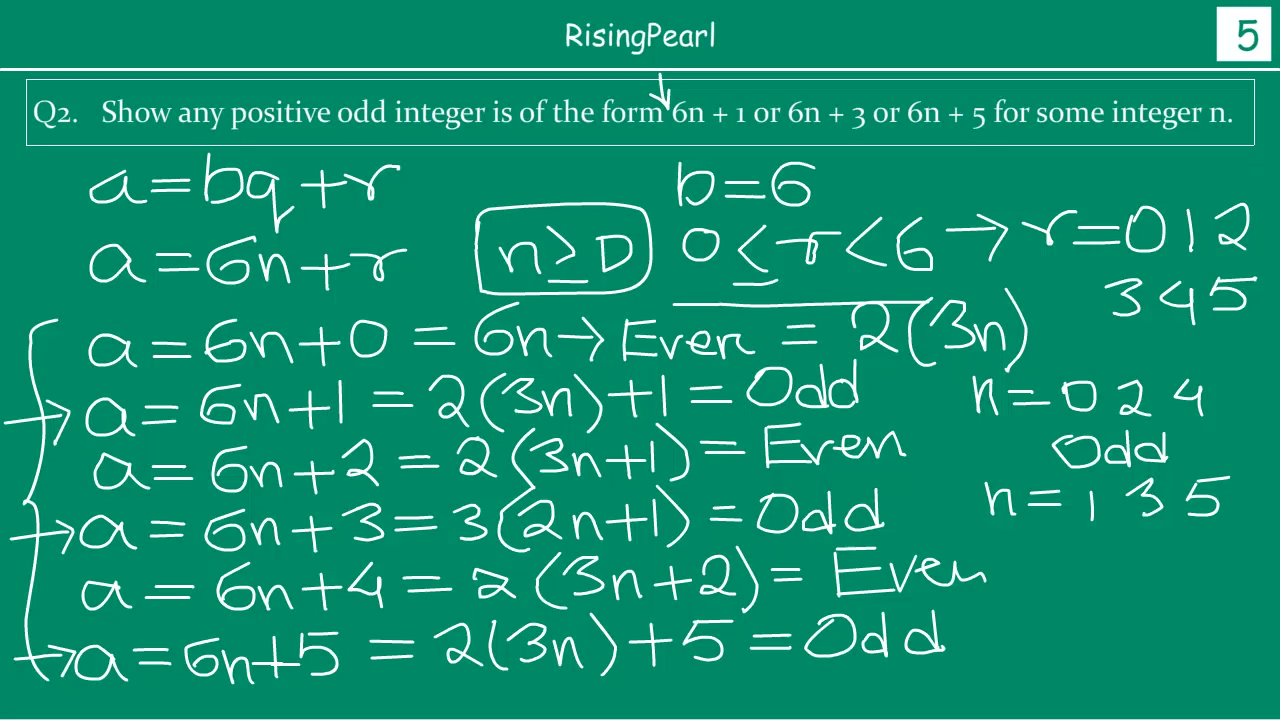 RisingPearl
5
Q2. Show any positive odd integer is of the form 6n + 1 or 6n + 3 or 6n + 5 for some integer n.
a = bq + r
b = 6
a = 6n + r
n ≥ 0
0 ≤ r < 6 → r = 0 1 2
3 4 5
a = 6n + 0 = 6n → Even = 2(3n)
→ a = 6n + 1 = 2(3n) + 1 = Odd
n = 0 2 4
a = 6n + 2 = 2(3n + 1) = Even
Odd
→ a = 6n + 3 = 3(2n + 1) = Odd
n = 1 3 5
a = 6n + 4 = 2(3n + 2) = Even
→ a = 6n + 5 = 2(3n) + 5 = Odd